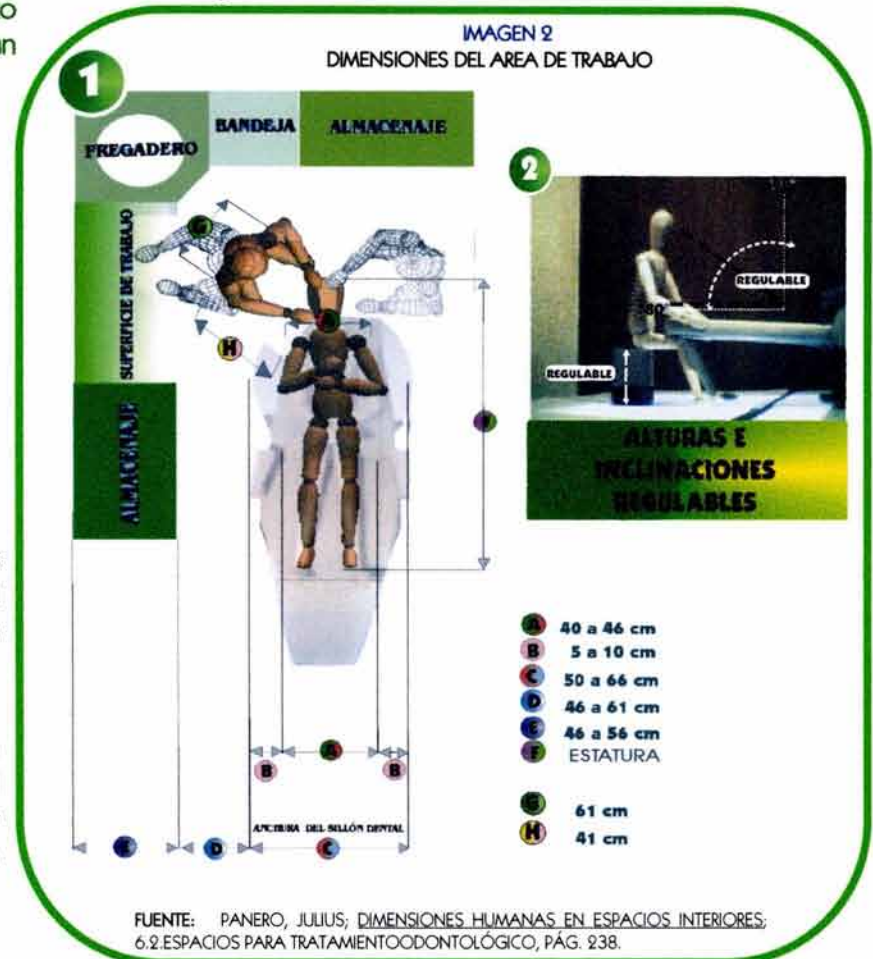 o
n
IMAGEN 2
DIMENSIONES DEL AREA DE TRABAJO
1
FREGADERO
BANDEJA
ALMACENAJE
SUPERFICIE DE TRABAJO
ALMACENAJE
G
H
2
REGULABLE
80
REGULABLE
ALTURAS E
INCLINACIONES
REGULABLES
A 40 a 46 cm
B 5 a 10 cm
C 50 a 66 cm
D 46 a 61 cm
E 46 a 56 cm
F ESTATURA
G 61 cm
H 41 cm
B A B
ANCHURA DEL SILLÓN DENTAL
E D C
FUENTE: PANERO, JULIUS; DIMENSIONES HUMANAS EN ESPACIOS INTERIORES;
6.2.ESPACIOS PARA TRATAMIENTOODONTOLÓGICO, PÁG. 238.